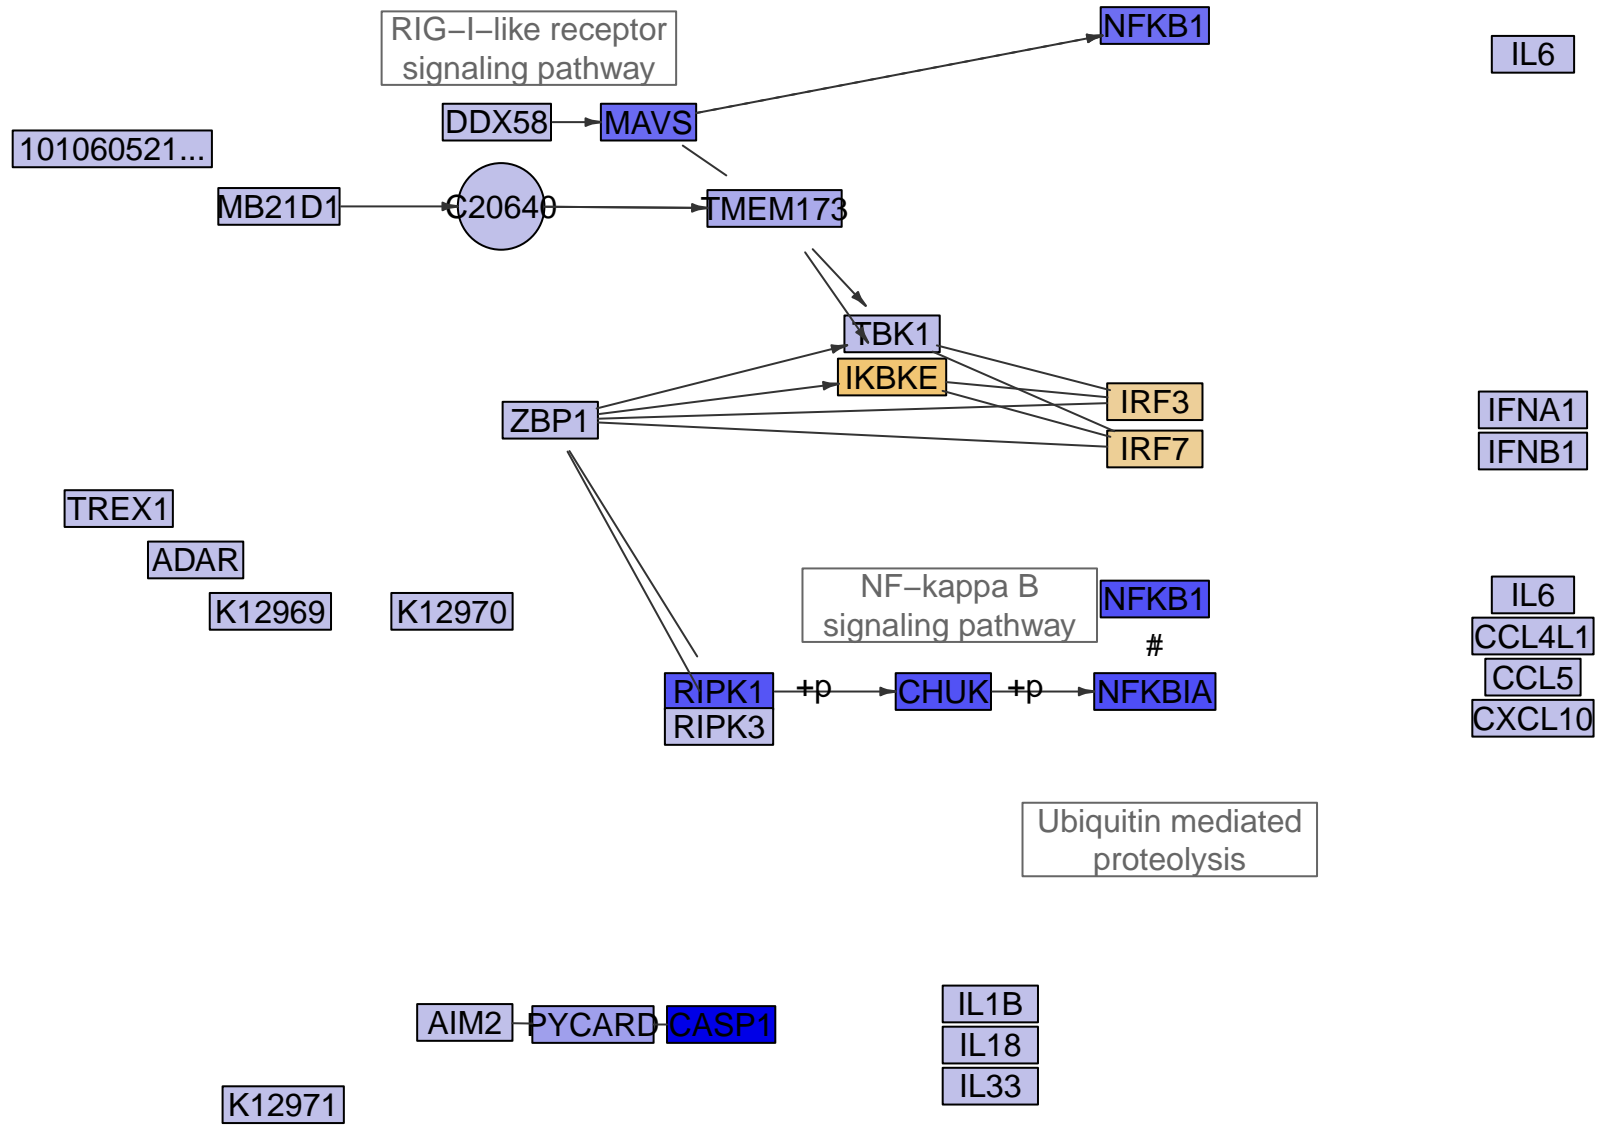 RIG−I−like receptor
signaling pathway
NFKB1
IL6
DDX58
MAVS
101060521...
MB21D1
C20640
TMEM173
TBK1
IKBKE
IRF3
ZBP1
IRF7
IFNA1
IFNB1
TREX1
ADAR
K12969
K12970
NF−kappa B
signaling pathway
NFKB1
#
IL6
CCL4L1
CCL5
CXCL10
RIPK1
+p
CHUK
+p
NFKBIA
RIPK3
Ubiquitin mediated
proteolysis
AIM2
PYCARD
CASP1
IL1B
IL18
IL33
K12971